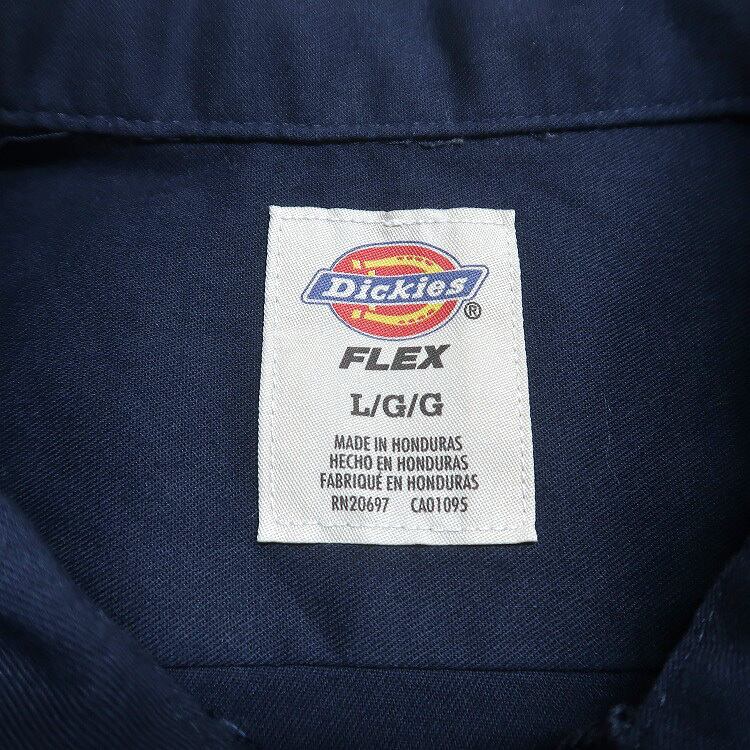 Dickies
®
FLEX
L/G/G
MADE IN HONDURAS
HECHO EN HONDURAS
FABRIQUÉ EN HONDURAS
RN20697 CA01095